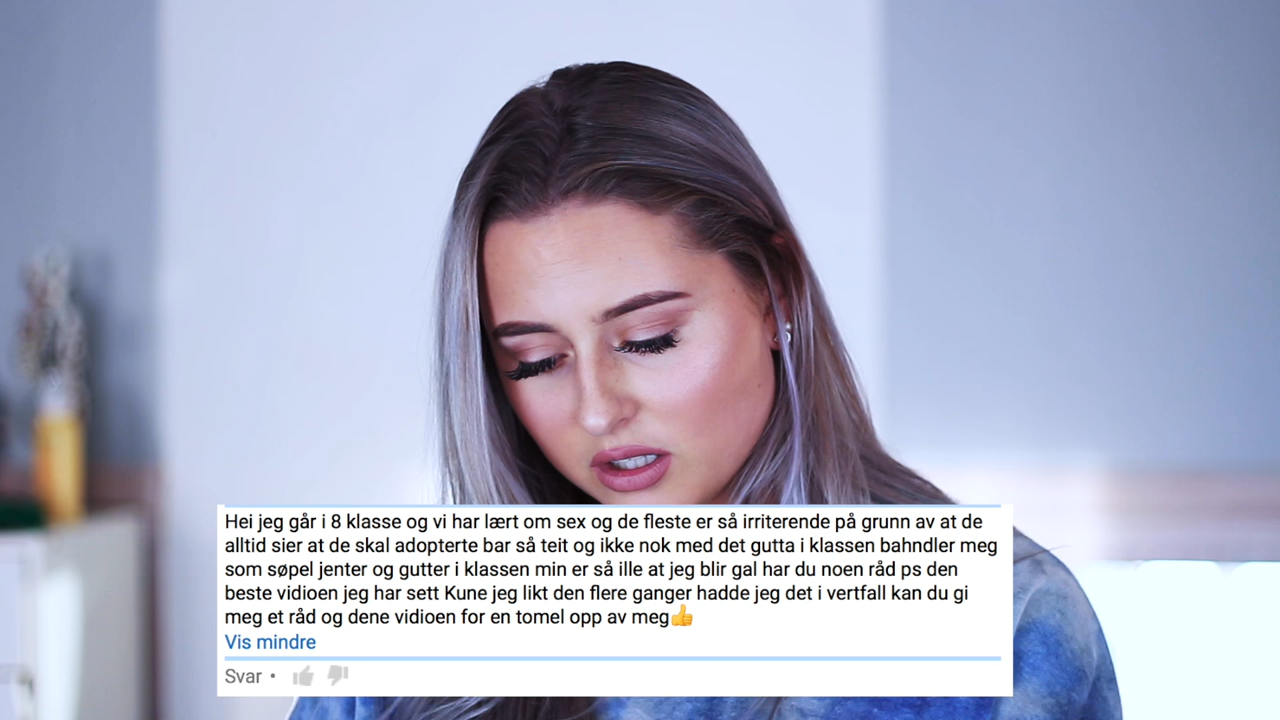 Hei jeg går i 8 klasse og vi har lært om sex og de fleste er så irriterende på grunn av at de
alltid sier at de skal adopterte bar så teit og ikke nok med det gutta i klassen bahndler meg
som søpel jenter og gutter i klassen min er så ille at jeg blir gal har du noen råd ps den
beste vidioen jeg har sett Kune jeg likt den flere ganger hadde jeg det i vertfall kan du gi
meg et råd og dene vidioen for en tomel opp av meg👍
Vis mindre
Svar •